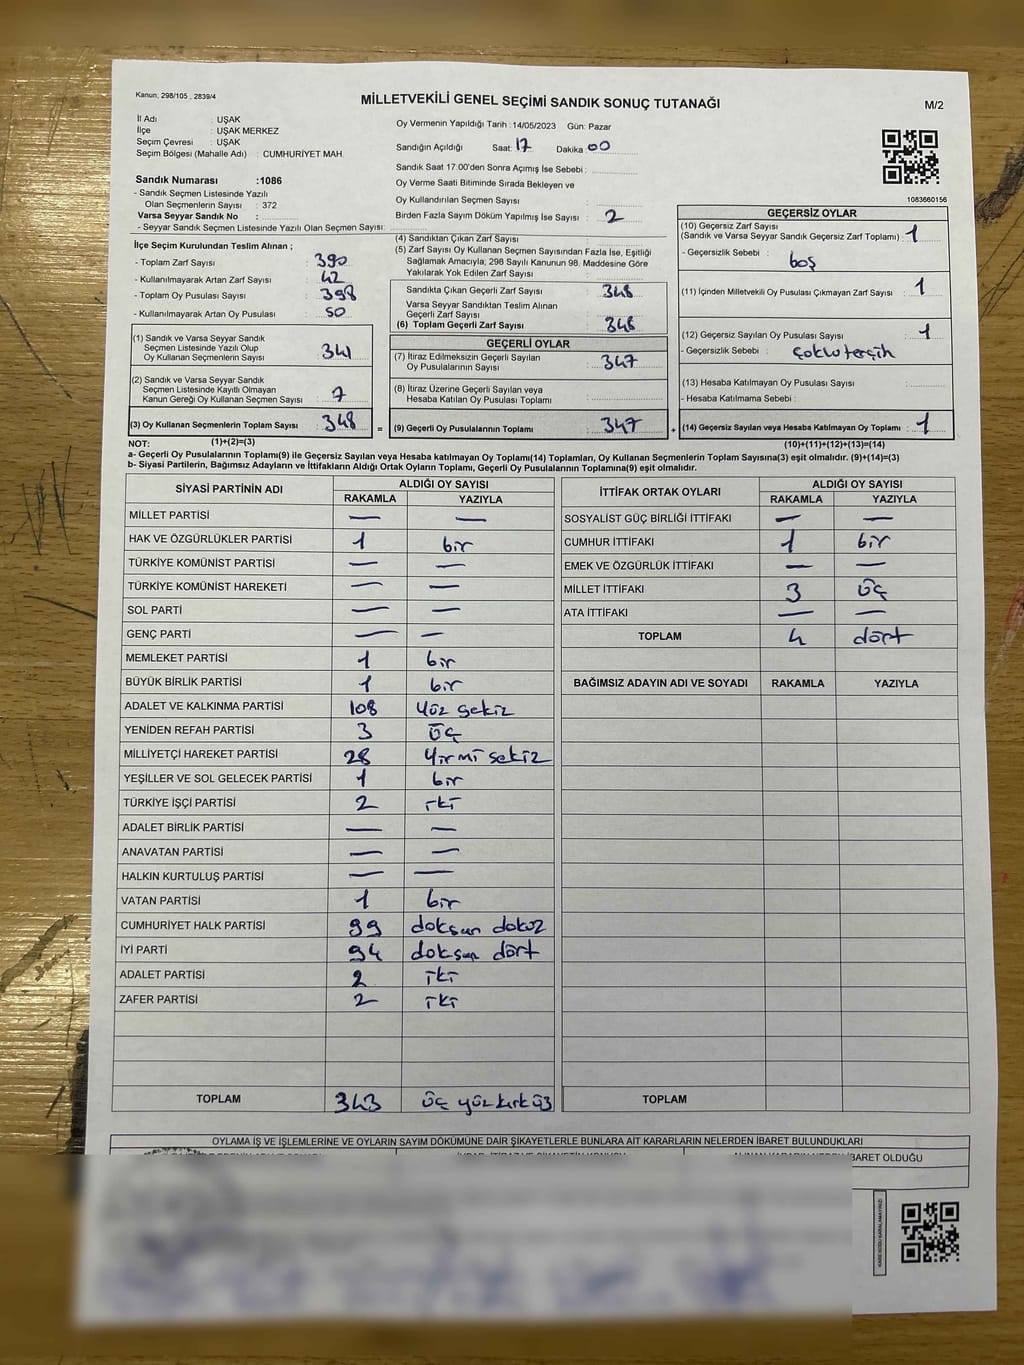 Kanun, 298/105 , 2839/4
MİLLETVEKİLİ GENEL SEÇİMİ SANDIK SONUÇ TUTANAĞI
M/2
İl Adı : UŞAK
İlçe : UŞAK MERKEZ
Seçim Çevresi : UŞAK
Seçim Bölgesi (Mahalle Adı) : CUMHURİYET MAH.
Sandık Numarası :1086
- Sandık Seçmen Listesinde Yazılı
Olan Seçmenlerin Sayısı : 372
Varsa Seyyar Sandık No :
- Seyyar Sandık Seçmen Listesinde Yazılı Olan Seçmen Sayısı:
Oy Vermenin Yapıldığı Tarih :14/05/2023 Gün: Pazar
Sandığın Açıldığı Saat: 17 Dakika: 00
Sandık Saat 17:00'den Sonra Açımış İse Sebebi :
Oy Verme Saati Bitiminde Sırada Bekleyen ve
Oy Kullandırılan Seçmen Sayısı :
Birden Fazla Sayım Döküm Yapılmış İse Sayısı : 2
1083660156
İlçe Seçim Kurulundan Teslim Alınan ;
- Toplam Zarf Sayısı : 390
- Kullanılmayarak Artan Zarf Sayısı : 42
- Toplam Oy Pusulası Sayısı : 398
- Kullanılmayarak Artan Oy Pusulası : 50
(1) Sandık ve Varsa Seyyar Sandık
Seçmen Listesinde Yazılı Olup
Oy Kullanan Seçmenlerin Sayısı : 341
(2) Sandık ve Varsa Seyyar Sandık
Seçmen Listesinde Kayıtlı Olmayan
Kanun Gereği Oy Kullanan Seçmen Sayısı : 7
(3) Oy Kullanan Seçmenlerin Toplam Sayısı : 348 =
(4) Sandıktan Çıkan Zarf Sayısı :
(5) Zarf Sayısı Oy Kullanan Seçmen Sayısından Fazla İse, Eşitliği
Sağlamak Amacıyla; 298 Sayılı Kanunun 98. Maddesine Göre
Yakılarak Yok Edilen Zarf Sayısı :
Sandıkta Çıkan Geçerli Zarf Sayısı : 348
Varsa Seyyar Sandıktan Teslim Alınan
Geçerli Zarf Sayısı :
(6) Toplam Geçerli Zarf Sayısı : 348
GEÇERLİ OYLAR
(7) İtiraz Edilmeksizin Geçerli Sayılan
Oy Pusulalarının Sayısı : 347
(8) İtiraz Üzerine Geçerli Sayılan veya
Hesaba Katılan Oy Pusulası Toplamı :
(9) Geçerli Oy Pusulalarının Toplamı : 347 +
GEÇERSİZ OYLAR
(10) Geçersiz Zarf Sayısı
(Sandık ve Varsa Seyyar Sandık Geçersiz Zarf Toplamı) : 1
- Geçersizlik Sebebi : boş
(11) İçinden Milletvekili Oy Pusulası Çıkmayan Zarf Sayısı : 1
(12) Geçersiz Sayılan Oy Pusulası Sayısı : 1
- Geçersizlik Sebebi : çoklu tercih
(13) Hesaba Katılmayan Oy Pusulası Sayısı :
- Hesaba Katılmama Sebebi :
(14) Geçersiz Sayılan veya Hesaba Katılmayan Oy Toplamı : 1
NOT: (1)+(2)=(3) (10)+(11)+(12)+(13)=(14)
a- Geçerli Oy Pusulalarının Toplamı(9) ile Geçersiz Sayılan veya Hesaba katılmayan Oy Toplamı(14) Toplamları, Oy Kullanan Seçmenlerin Toplam Sayısına(3) eşit olmalıdır. (9)+(14)=(3)
b- Siyasi Partilerin, Bağımsız Adayların ve İttifakların Aldığı Ortak Oyların Toplamı, Geçerli Oy Pusulalarının Toplamına(9) eşit olmalıdır.
SİYASİ PARTİNİN ADI ALDIĞI OY SAYISI
RAKAMLA YAZIYLA
MİLLET PARTİSİ — —
HAK VE ÖZGÜRLÜKLER PARTİSİ 1 bir
TÜRKİYE KOMÜNİST PARTİSİ — —
TÜRKİYE KOMÜNİST HAREKETİ — —
SOL PARTİ — —
GENÇ PARTİ — —
MEMLEKET PARTİSİ 1 bir
BÜYÜK BİRLİK PARTİSİ 1 bir
ADALET VE KALKINMA PARTİSİ 108 yüz sekiz
YENİDEN REFAH PARTİSİ 3 üç
MİLLİYETÇİ HAREKET PARTİSİ 28 yirmi sekiz
YEŞİLLER VE SOL GELECEK PARTİSİ 1 bir
TÜRKİYE İŞÇİ PARTİSİ 2 iki
ADALET BİRLİK PARTİSİ — —
ANAVATAN PARTİSİ — —
HALKIN KURTULUŞ PARTİSİ — —
VATAN PARTİSİ 1 bir
CUMHURİYET HALK PARTİSİ 99 doksan dokuz
İYİ PARTİ 94 doksan dört
ADALET PARTİSİ 2 iki
ZAFER PARTİSİ 2 iki
TOPLAM 343 üç yüz kırk üç
İTTİFAK ORTAK OYLARI ALDIĞI OY SAYISI
RAKAMLA YAZIYLA
SOSYALİST GÜÇ BİRLİĞİ İTTİFAKI — —
CUMHUR İTTİFAKI 1 bir
EMEK VE ÖZGÜRLÜK İTTİFAKI — —
MİLLET İTTİFAKI 3 üç
ATA İTTİFAKI — —
TOPLAM 4 dört
BAĞIMSIZ ADAYIN ADI VE SOYADI RAKAMLA YAZIYLA
TOPLAM
OYLAMA İŞ VE İŞLEMLERİNE VE OYLARIN SAYIM DÖKÜMÜNE DAİR ŞİKAYETLERLE BUNLARA AİT KARARLARIN NELERDEN İBARET BULUNDUKLARI
İBARET OLDUĞU